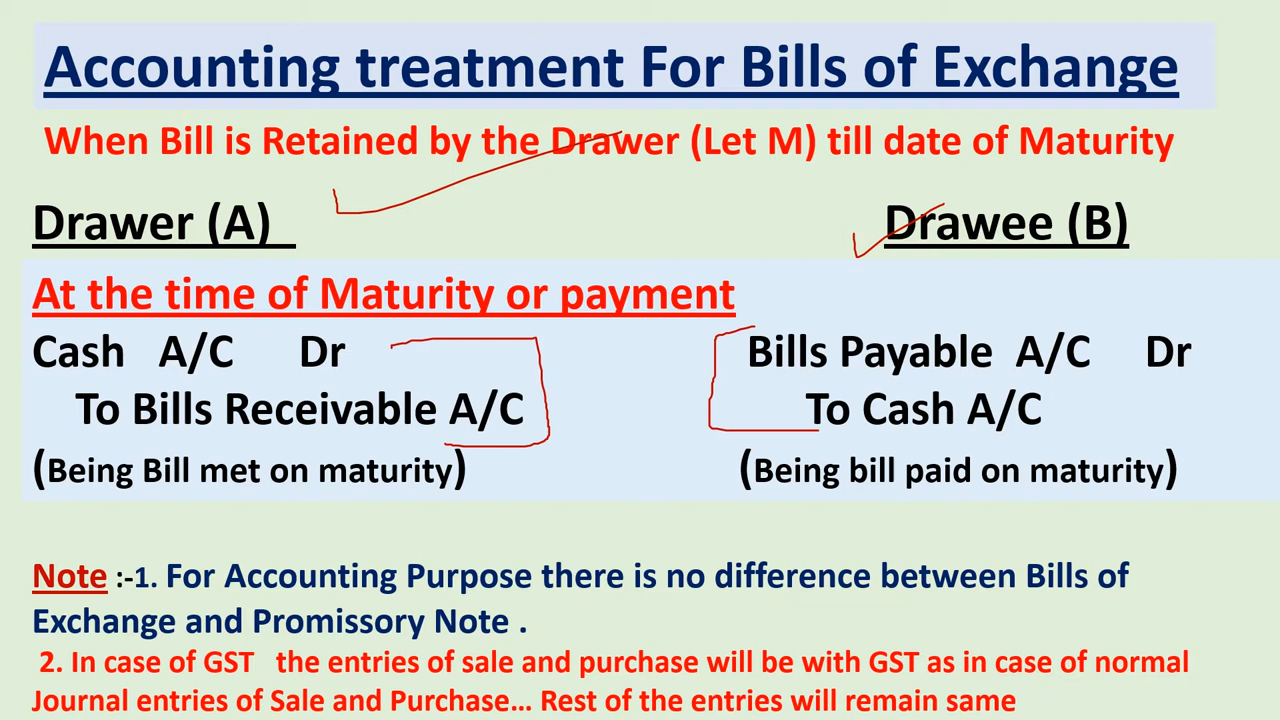 Accounting treatment For Bills of Exchange
When Bill is Retained by the Drawer (Let M) till date of Maturity
Drawer (A) Drawee (B)
At the time of Maturity or payment
Cash A/C Dr Bills Payable A/C Dr
To Bills Receivable A/C To Cash A/C
(Being Bill met on maturity) (Being bill paid on maturity)
Note :-1. For Accounting Purpose there is no difference between Bills of
Exchange and Promissory Note .
2. In case of GST the entries of sale and purchase will be with GST as in case of normal
Journal entries of Sale and Purchase... Rest of the entries will remain same